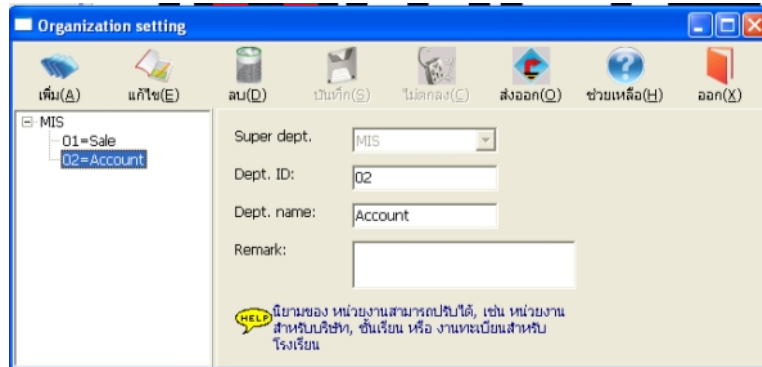 Organization setting
เพิ่ม(A) แก้ไข(E) ลบ(D) บันทึก(S) ไม่ตกลง(C) ส่งออก(O) ช่วยเหลือ(H) ออก(X)
MIS
01=Sale
02=Account
Super dept. MIS
Dept. ID: 02
Dept. name: Account
Remark:
HELP
นิยามของ หน่วยงานสามารถปรับได้, เช่น หน่วยงาน
สำหรับบริษัท, ชั้นเรียน หรือ งานทะเบียนสำหรับ
โรงเรียน